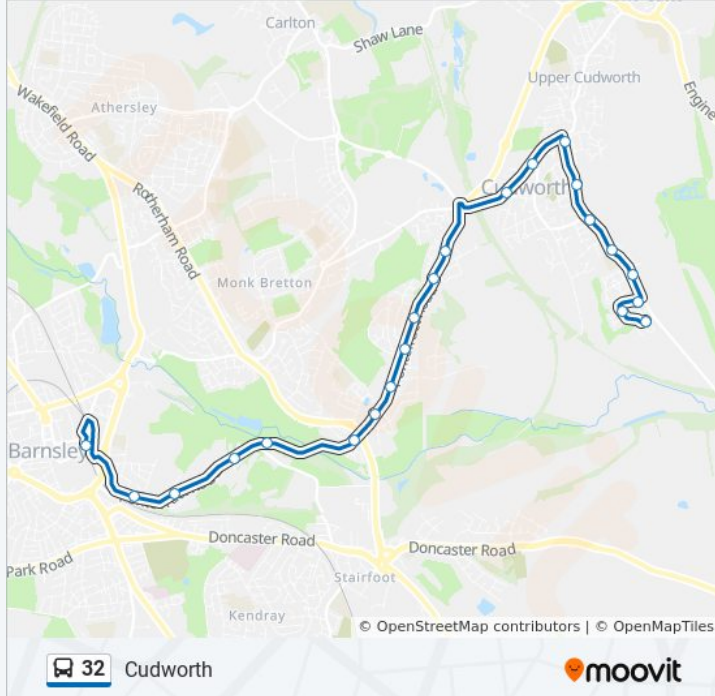 Carlton
Shaw Lane
Upper Cudworth
Engine
Athersley
Wakefield Road
Rotherham Road
Cudworth
Monk Bretton
Barnsley
Doncaster Road
Doncaster Road
Park Road
Stairfoot
Kendray
© OpenStreetMap contributors | © OpenMapTiles
32 Cudworth
moovit